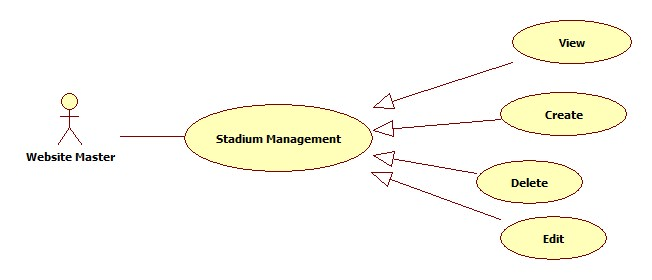 View
Create
Stadium Management
Website Master
Delete
Edit